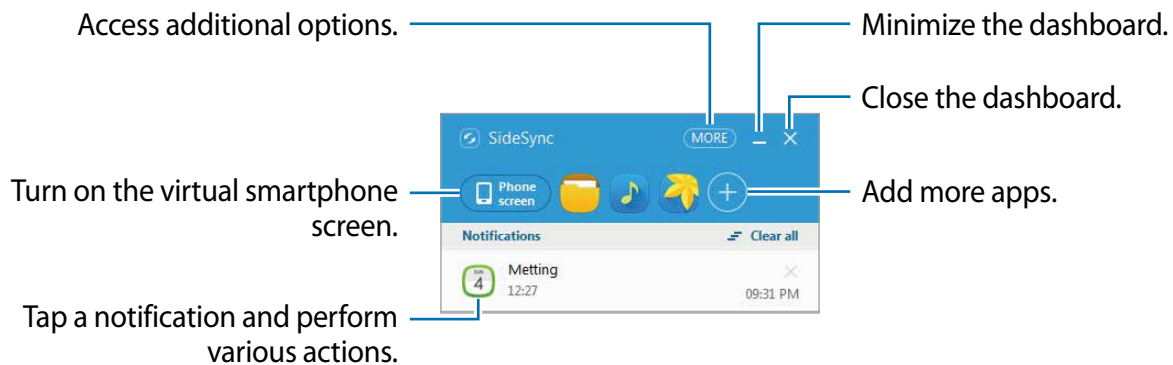 Access additional options.
Minimize the dashboard.
Close the dashboard.
SideSync
MORE
Turn on the virtual smartphone
screen.
Phone
screen
Add more apps.
Notifications
Clear all
SUN
4
Metting
12:27
09:31 PM
Tap a notification and perform
various actions.